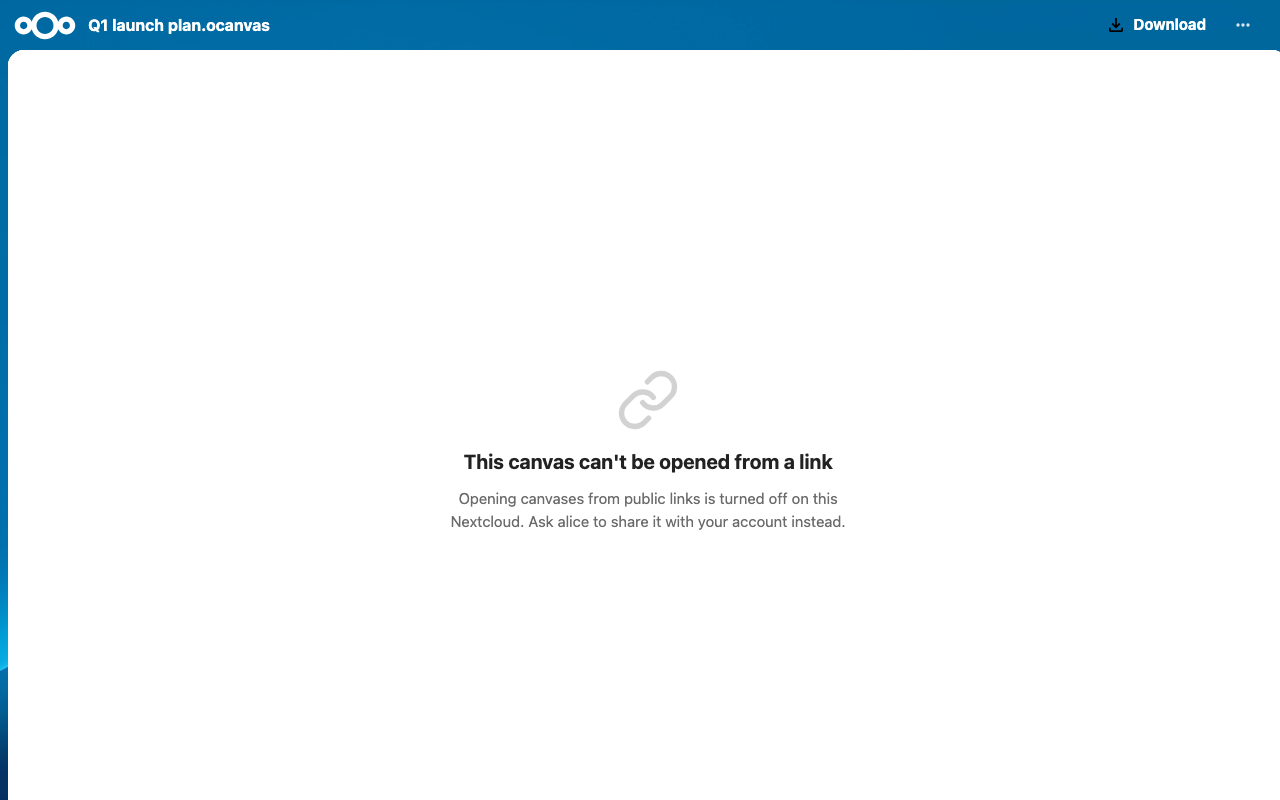 Q1 launch plan.ocanvas
Download
This canvas can't be opened from a link
Opening canvases from public links is turned off on this
Nextcloud. Ask alice to share it with your account instead.